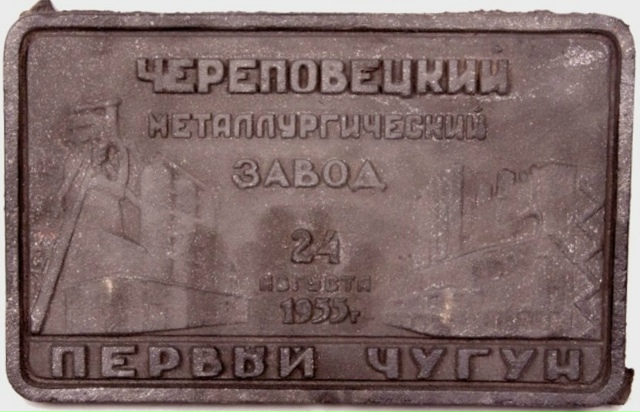 ЧЕРЕПОВЕЦКИЙ
МЕТАЛЛУРГИЧЕСКИЙ
ЗАВОД
24
АВГУСТА
1955г
ПЕРВЫЙ ЧУГУН